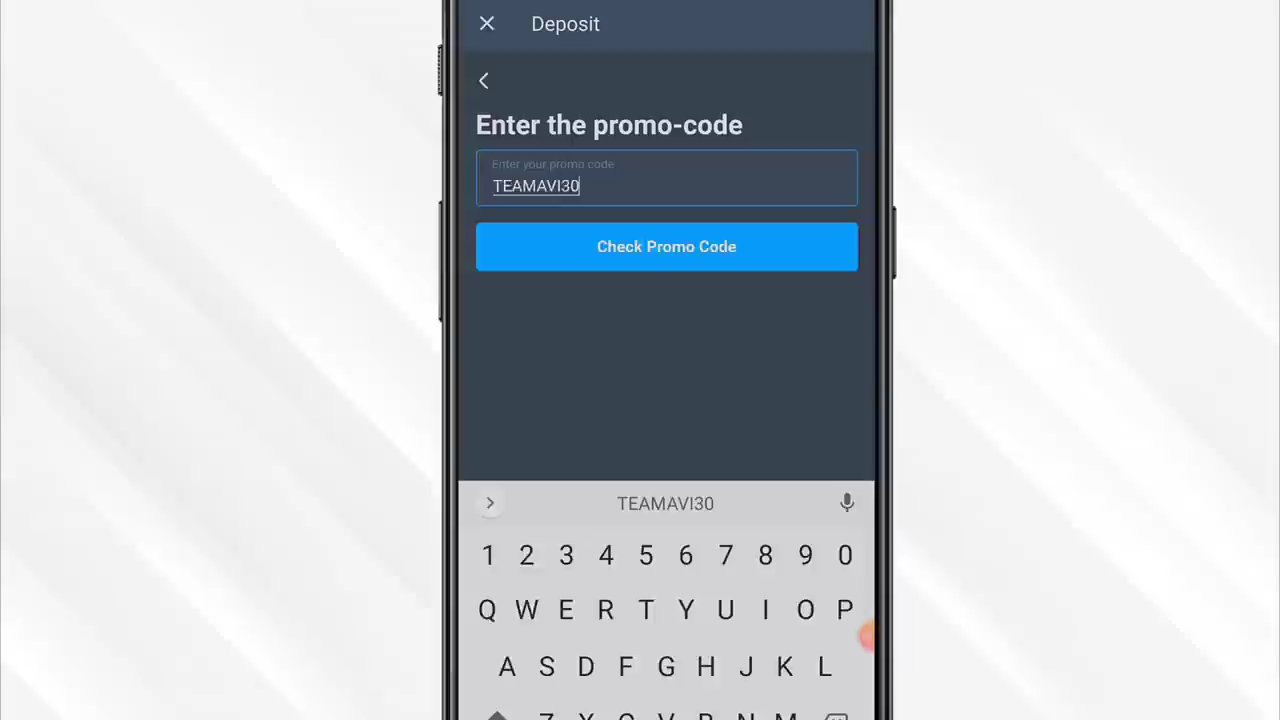 Deposit
Enter the promo-code
Enter your promo code
TEAMAVI30
Check Promo Code
TEAMAVI30
1 2 3 4 5 6 7 8 9 0
Q W E R T Y U I O P
A S D F G H J K L
Z X C V B N M